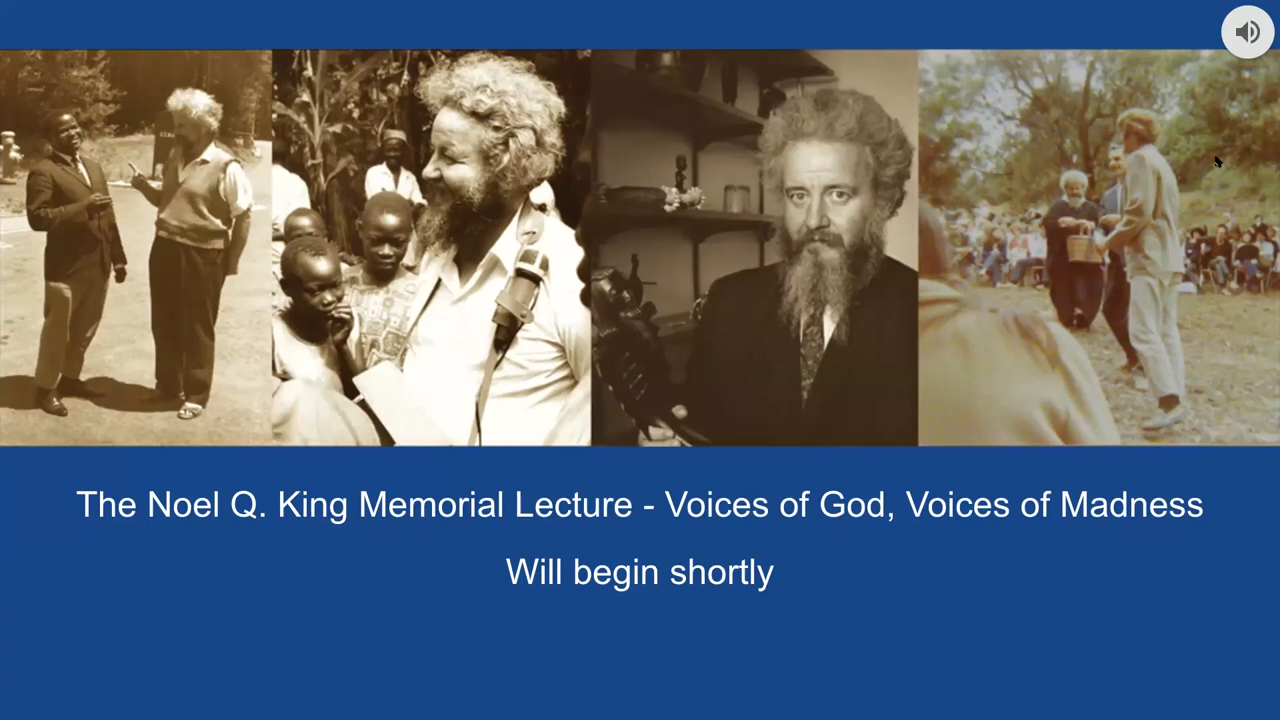 The Noel Q. King Memorial Lecture - Voices of God, Voices of Madness
Will begin shortly